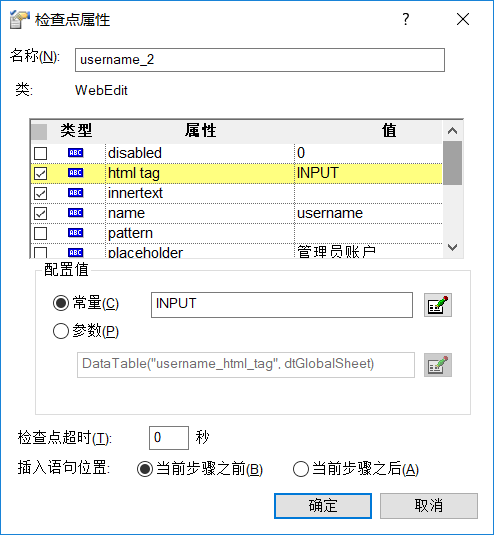 检查点属性
名称(N): username_2
类: WebEdit
类型 属性 值
ABC disabled 0
ABC html tag INPUT
ABC innertext
ABC name username
ABC pattern
ABC placeholder 管理员账户
配置值
常量(C) INPUT
参数(P)
DataTable("username_html_tag", dtGlobalSheet)
检查点超时(T): 0 秒
插入语句位置: 当前步骤之前(B) 当前步骤之后(A)
确定 取消